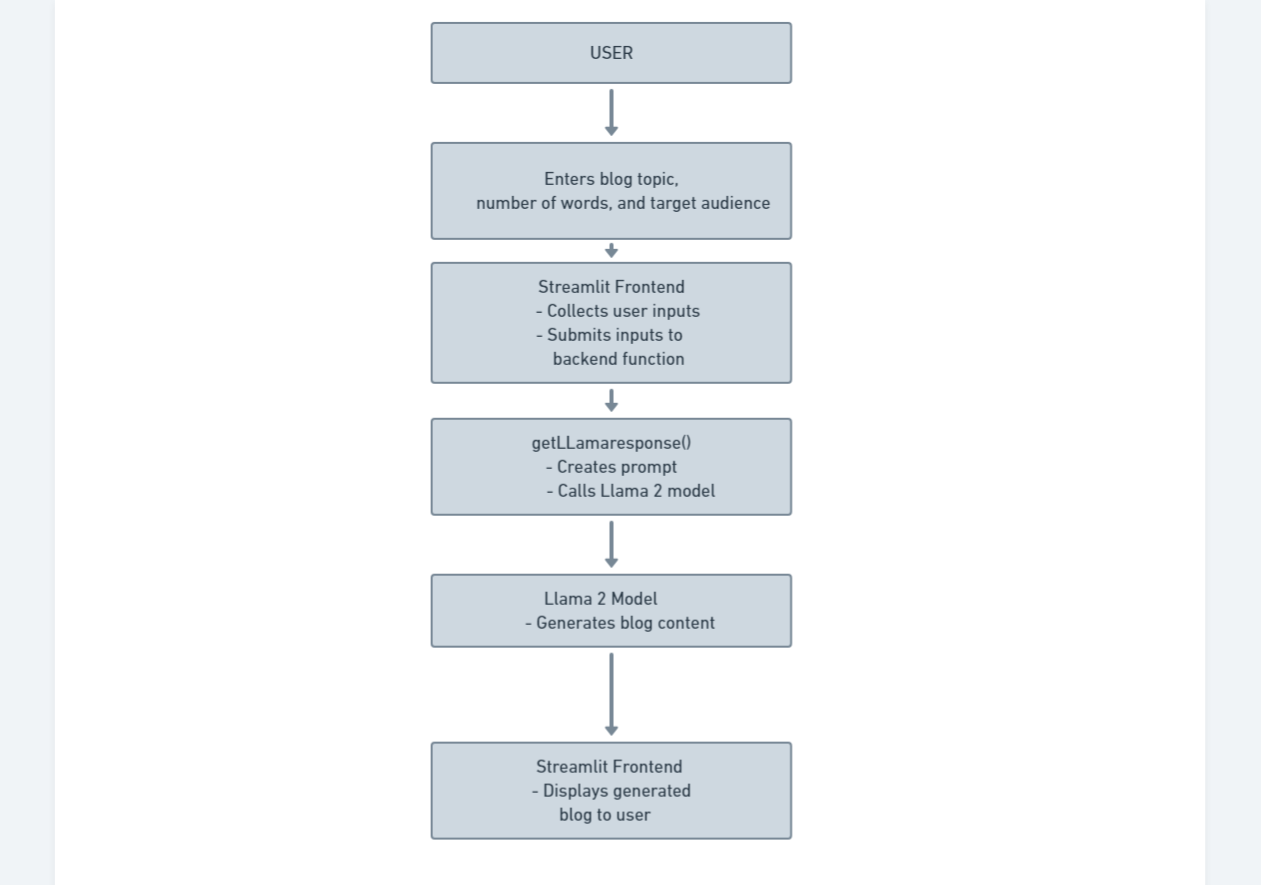 USER
Enters blog topic,
number of words, and target audience
Streamlit Frontend
- Collects user inputs
- Submits inputs to
backend function
getLLamaresponse()
- Creates prompt
- Calls Llama 2 model
Llama 2 Model
- Generates blog content
Streamlit Frontend
- Displays generated
blog to user